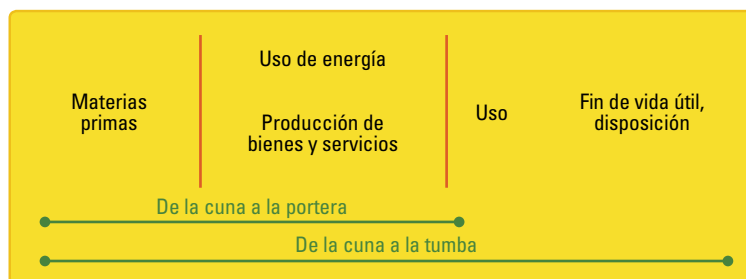 Materias
primas
Uso de energía
Producción de
bienes y servicios
Uso
Fin de vida útil,
disposición
De la cuna a la portera
De la cuna a la tumba